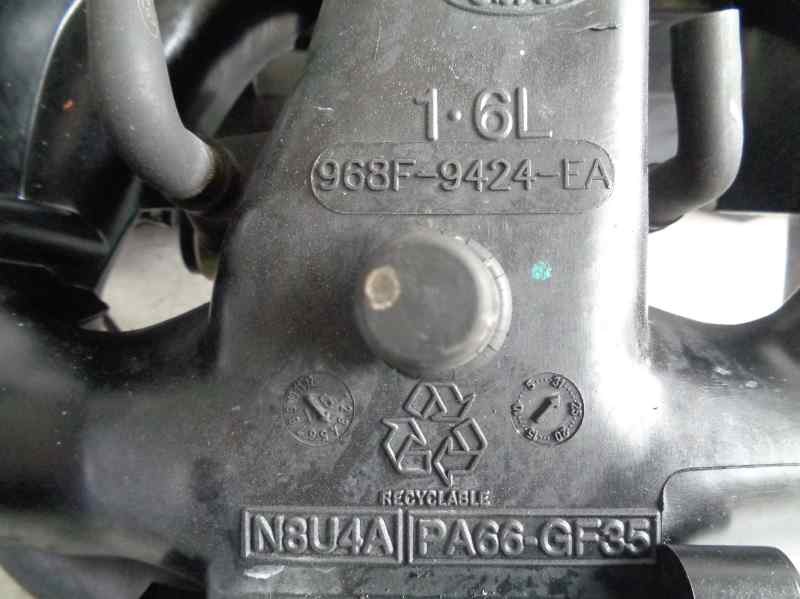 1·6L
968F-9424-EA
RECYCLABLE
N8U4A PA66-GF35